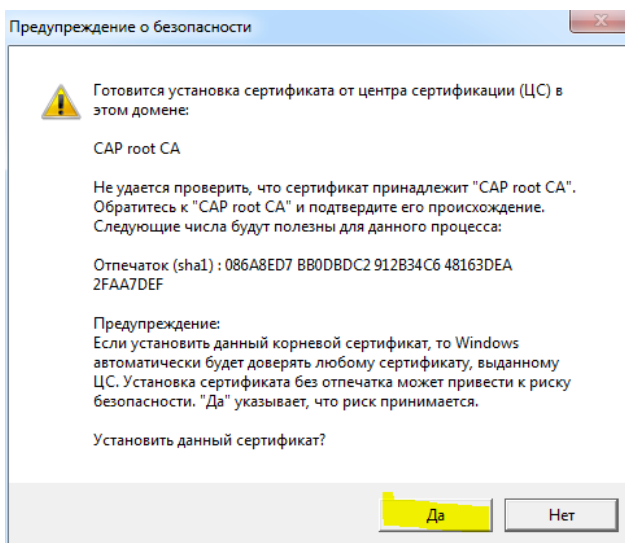 Предупреждение о безопасности
Готовится установка сертификата от центра сертификации (ЦС) в
этом домене:
CAP root CA
Не удается проверить, что сертификат принадлежит "CAP root CA".
Обратитесь к "CAP root CA" и подтвердите его происхождение.
Следующие числа будут полезны для данного процесса:
Отпечаток (sha1) : 086A8ED7 BB0DBDC2 912B34C6 48163DEA
2FAA7DEF
Предупреждение:
Если установить данный корневой сертификат, то Windows
автоматически будет доверять любому сертификату, выданному
ЦС. Установка сертификата без отпечатка может привести к риску
безопасности. "Да" указывает, что риск принимается.
Установить данный сертификат?
Да
Нет